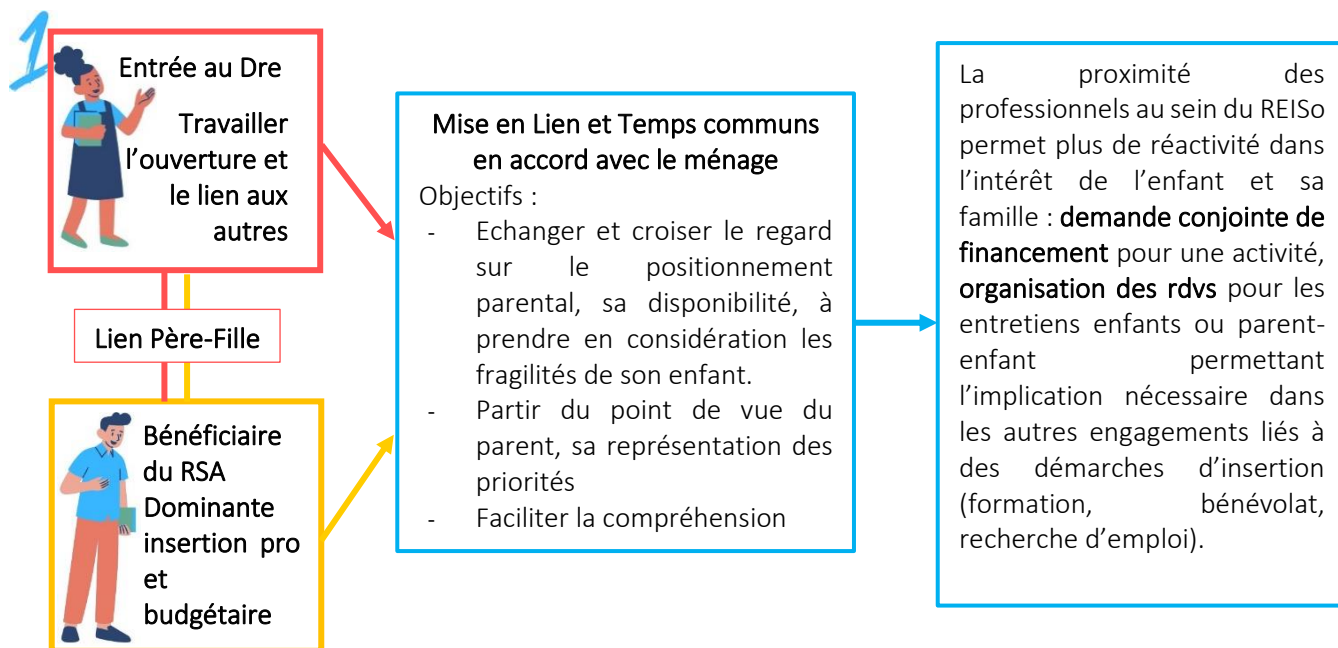 1
Entrée au Dre
Travailler
l'ouverture et
le lien aux
autres
Lien Père-Fille
Bénéficiaire
du RSA
Dominante
insertion pro
et
budgétaire
Mise en Lien et Temps communs
en accord avec le ménage
Objectifs :
- Echanger et croiser le regard
sur le positionnement
parental, sa disponibilité, à
prendre en considération les
fragilités de son enfant.
- Partir du point de vue du
parent, sa représentation des
priorités
- Faciliter la compréhension
La proximité des
professionnels au sein du REISo
permet plus de réactivité dans
l'intérêt de l'enfant et sa
famille : demande conjointe de
financement pour une activité,
organisation des rdvs pour les
entretiens enfants ou parent-
enfant permettant
l'implication nécessaire dans
les autres engagements liés à
des démarches d'insertion
(formation, bénévolat,
recherche d'emploi).